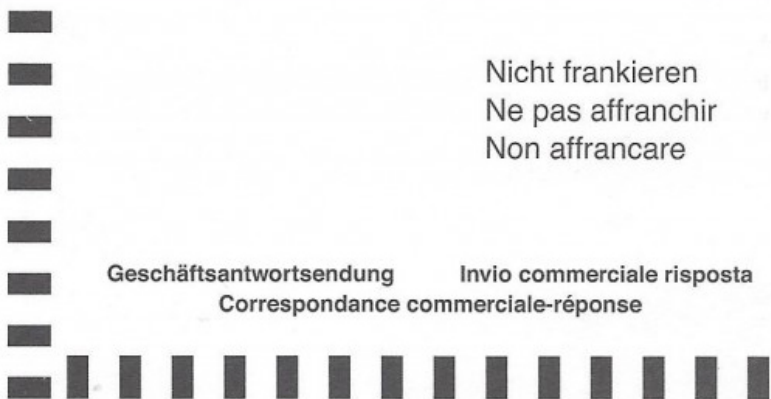 Nicht frankieren
Ne pas affranchir
Non affrancare
Geschäftsantwortsendung Invio commerciale risposta
Correspondance commerciale-réponse